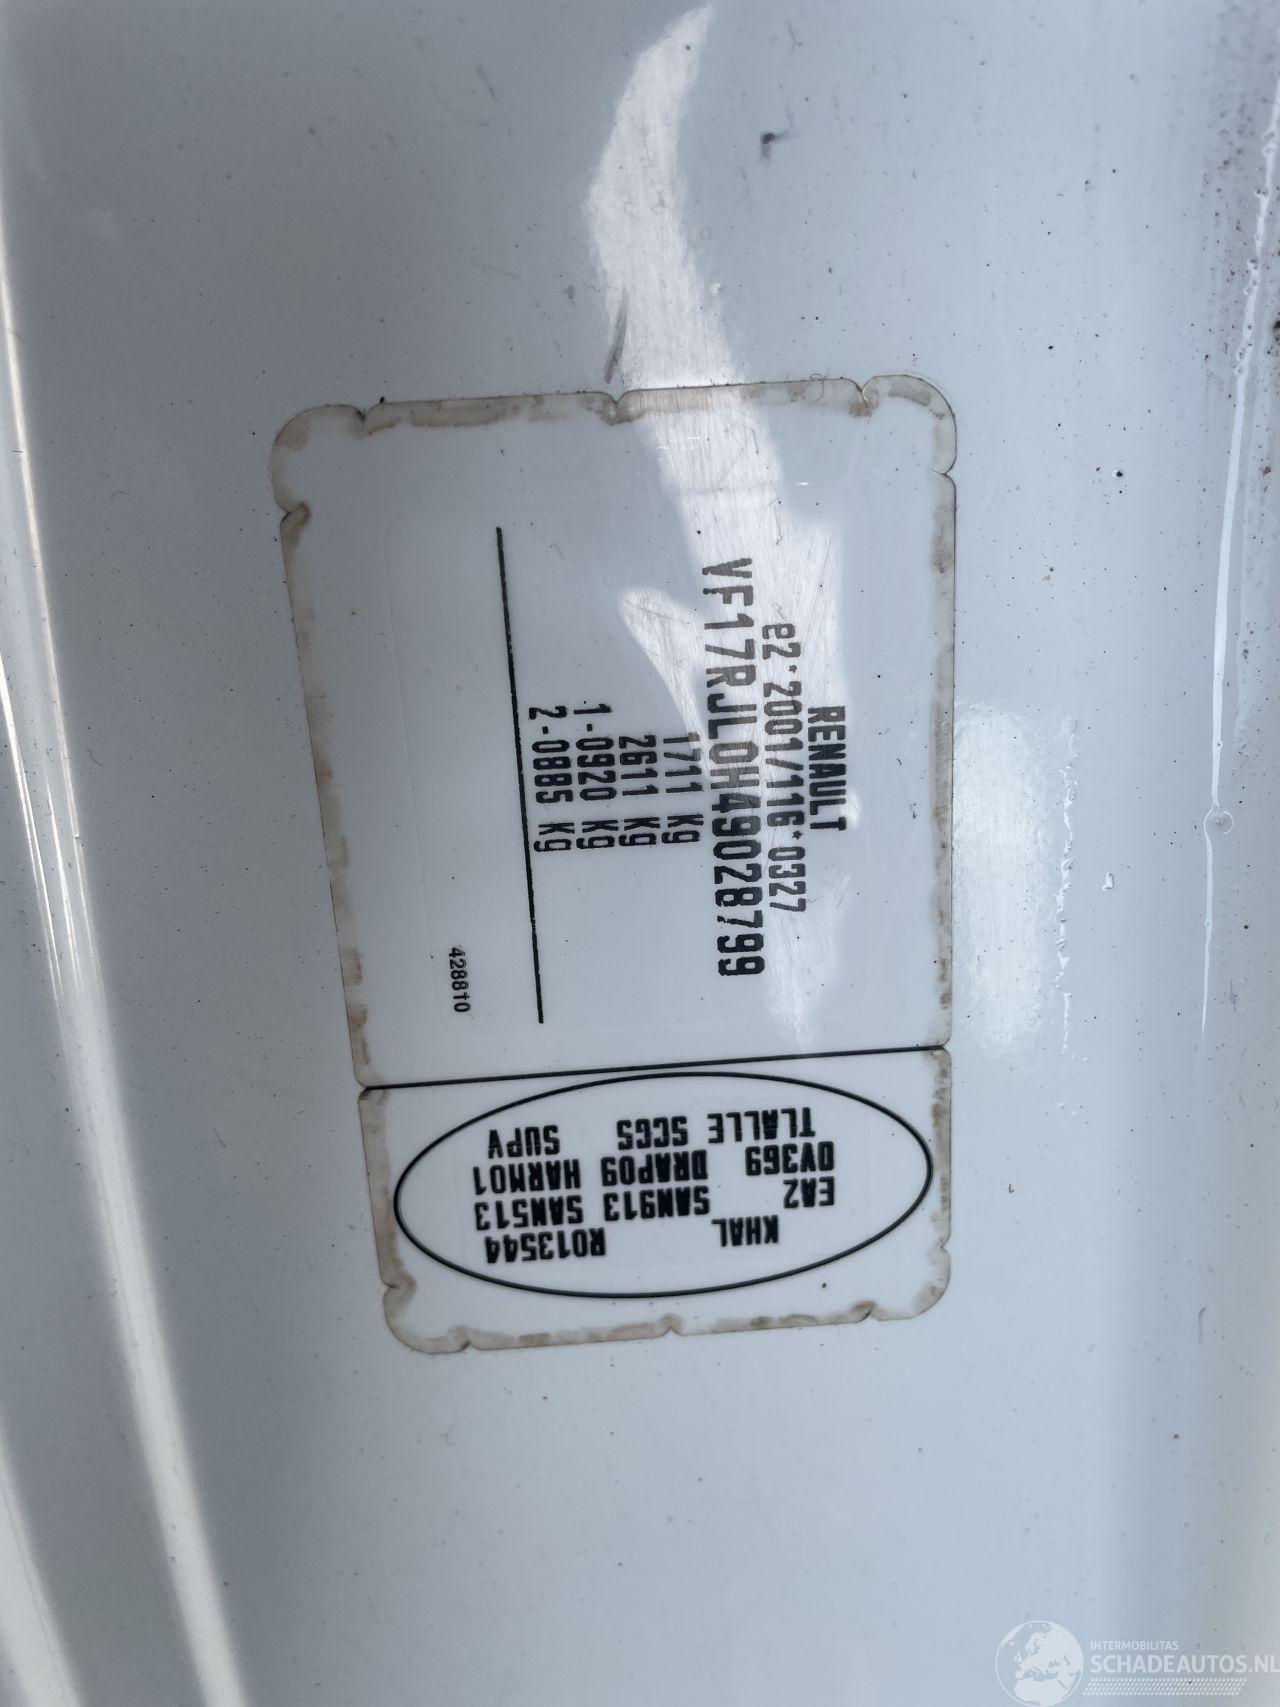 RENAULT
e2*2001/116*0327
VF17RJL0H49028799
1711 kg
2611 kg
1-0920 kg
2-0885 kg
428810
KHAL R013544
EA2 SAN913 SAN513
OV369 DRAP09 HARM01
TLALLE SCG5 SUPV
INTERMOBILITAS
SCHADEAUTOS.NL